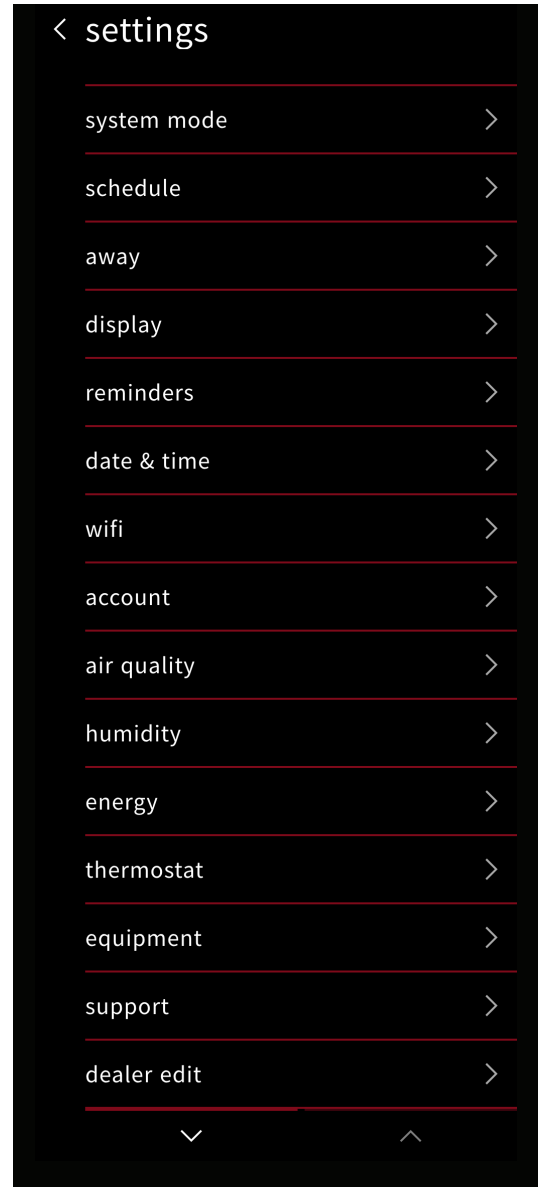 settings
system mode
schedule
away
display
reminders
date & time
wifi
account
air quality
humidity
energy
thermostat
equipment
support
dealer edit